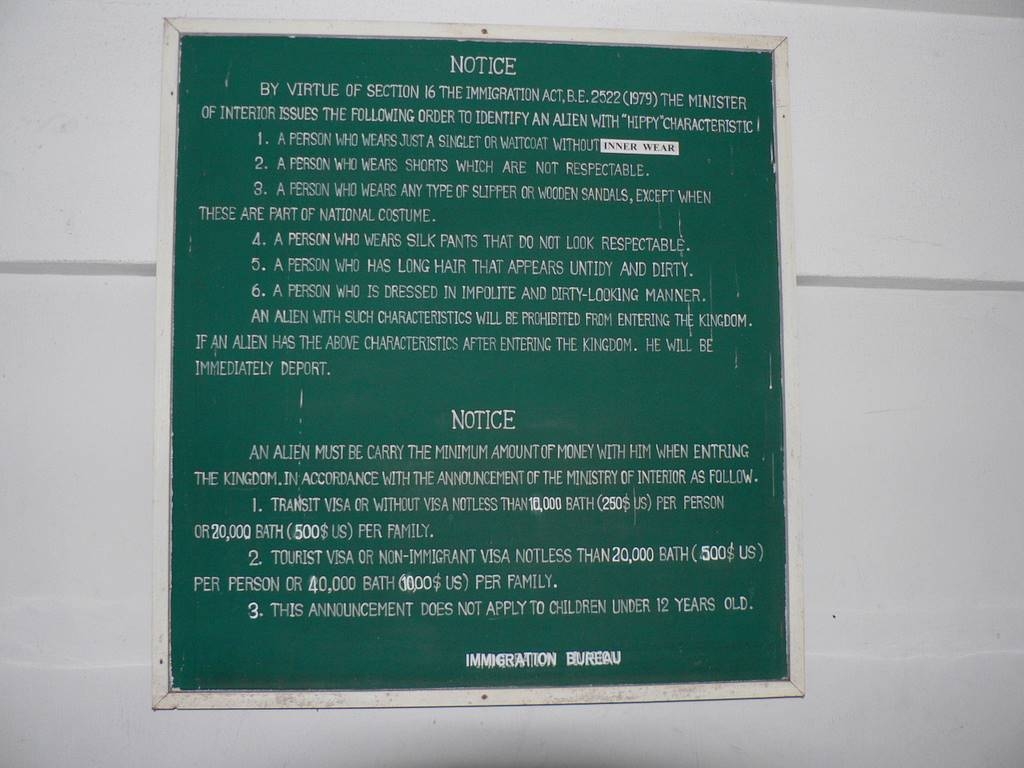 NOTICE
BY VIRTUE OF SECTION 16 THE IMMIGRATION ACT, B.E. 2522 (1979) THE MINISTER
OF INTERIOR ISSUES THE FOLLOWING ORDER TO IDENTIFY AN ALIEN WITH "HIPPY" CHARACTERISTIC
1. A PERSON WHO WEARS JUST A SINGLET OR WAITCOAT WITHOUT INNER WEAR
2. A PERSON WHO WEARS SHORTS WHICH ARE NOT RESPECTABLE.
3. A PERSON WHO WEARS ANY TYPE OF SLIPPER OR WOODEN SANDALS, EXCEPT WHEN
THESE ARE PART OF NATIONAL COSTUME.
4. A PERSON WHO WEARS SILK PANTS THAT DO NOT LOOK RESPECTABLE.
5. A PERSON WHO HAS LONG HAIR THAT APPEARS UNTIDY AND DIRTY.
6. A PERSON WHO IS DRESSED IN IMPOLITE AND DIRTY-LOOKING MANNER.
AN ALIEN WITH SUCH CHARACTERISTICS WILL BE PROHIBITED FROM ENTERING THE KINGDOM.
IF AN ALIEN HAS THE ABOVE CHARACTERISTICS AFTER ENTERING THE KINGDOM. HE WILL BE
IMMEDIATELY DEPORT.
NOTICE
AN ALIEN MUST BE CARRY THE MINIMUM AMOUNT OF MONEY WITH HIM WHEN ENTRING
THE KINGDOM. IN ACCORDANCE WITH THE ANNOUNCEMENT OF THE MINISTRY OF INTERIOR AS FOLLOW.
1. TRANSIT VISA OR WITHOUT VISA NOTLESS THAN 10,000 BATH (250$ US) PER PERSON
OR 20,000 BATH (500$ US) PER FAMILY.
2. TOURIST VISA OR NON-IMMIGRANT VISA NOTLESS THAN 20,000 BATH (500$ US)
PER PERSON OR 40,000 BATH (1000$ US) PER FAMILY.
3. THIS ANNOUNCEMENT DOES NOT APPLY TO CHILDREN UNDER 12 YEARS OLD.
IMMIGRATION BUREAU